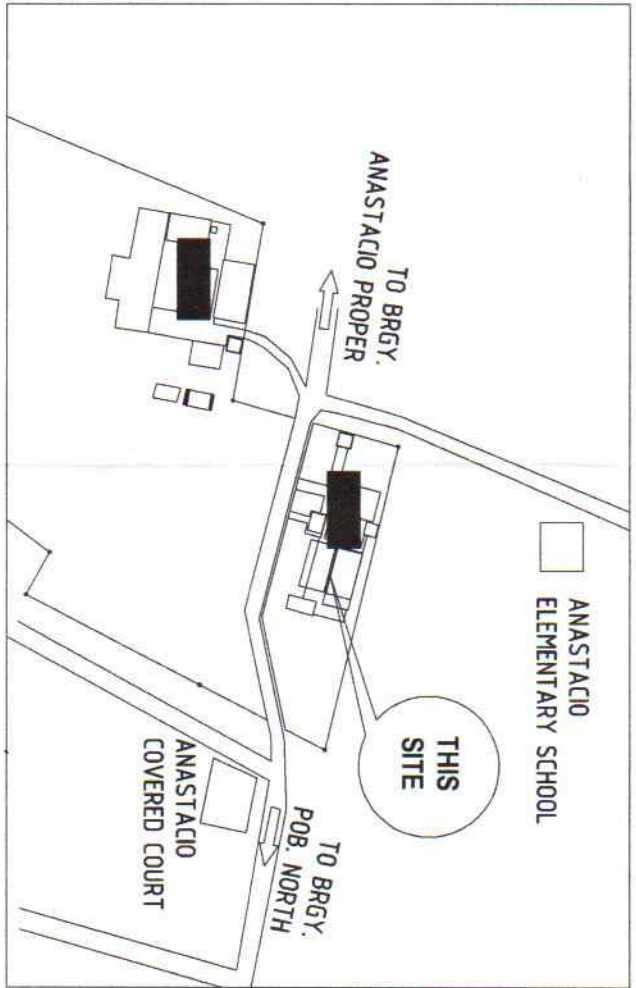 TO BRGY.
ANASTACIO PROPER
ANASTACIO
ELEMENTARY SCHOOL
THIS
SITE
TO BRGY.
POB. NORTH
ANASTACIO
COVERED COURT